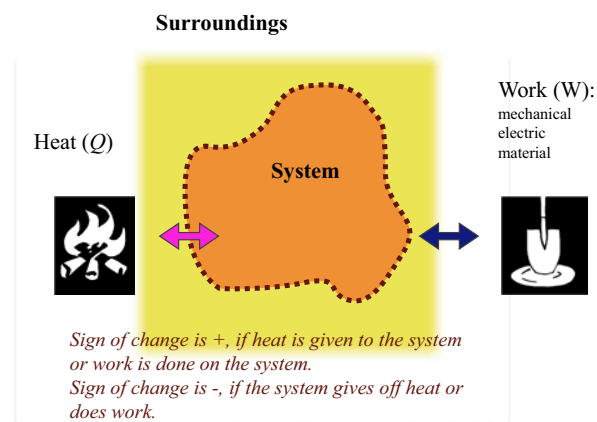 Surroundings
Work (W):
mechanical
electric
material
Heat (Q)
System
Sign of change is +, if heat is given to the system
or work is done on the system.
Sign of change is -, if the system gives off heat or
does work.